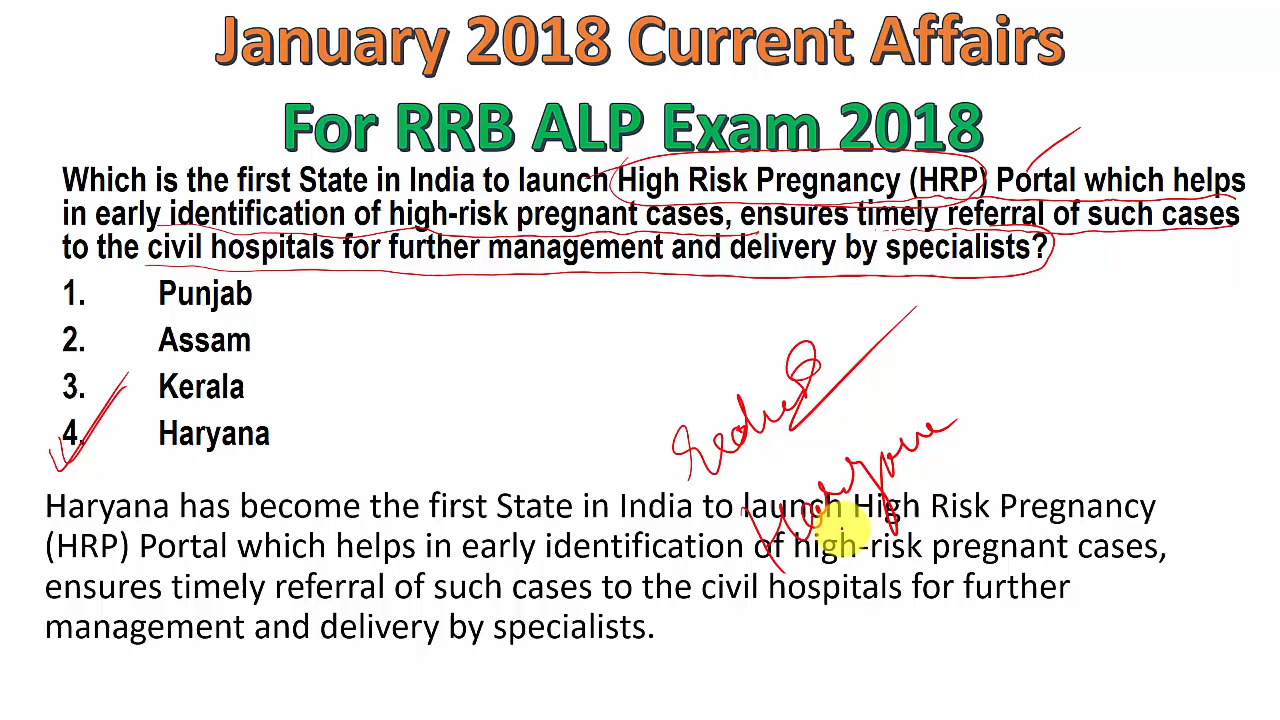 January 2018 Current Affairs
For RRB ALP Exam 2018
Which is the first State in India to launch High Risk Pregnancy (HRP) Portal which helps
in early identification of high-risk pregnant cases, ensures timely referral of such cases
to the civil hospitals for further management and delivery by specialists?
1. Punjab
2. Assam
3. Kerala
4. Haryana
Haryana has become the first State in India to launch High Risk Pregnancy
(HRP) Portal which helps in early identification of high-risk pregnant cases,
ensures timely referral of such cases to the civil hospitals for further
management and delivery by specialists.